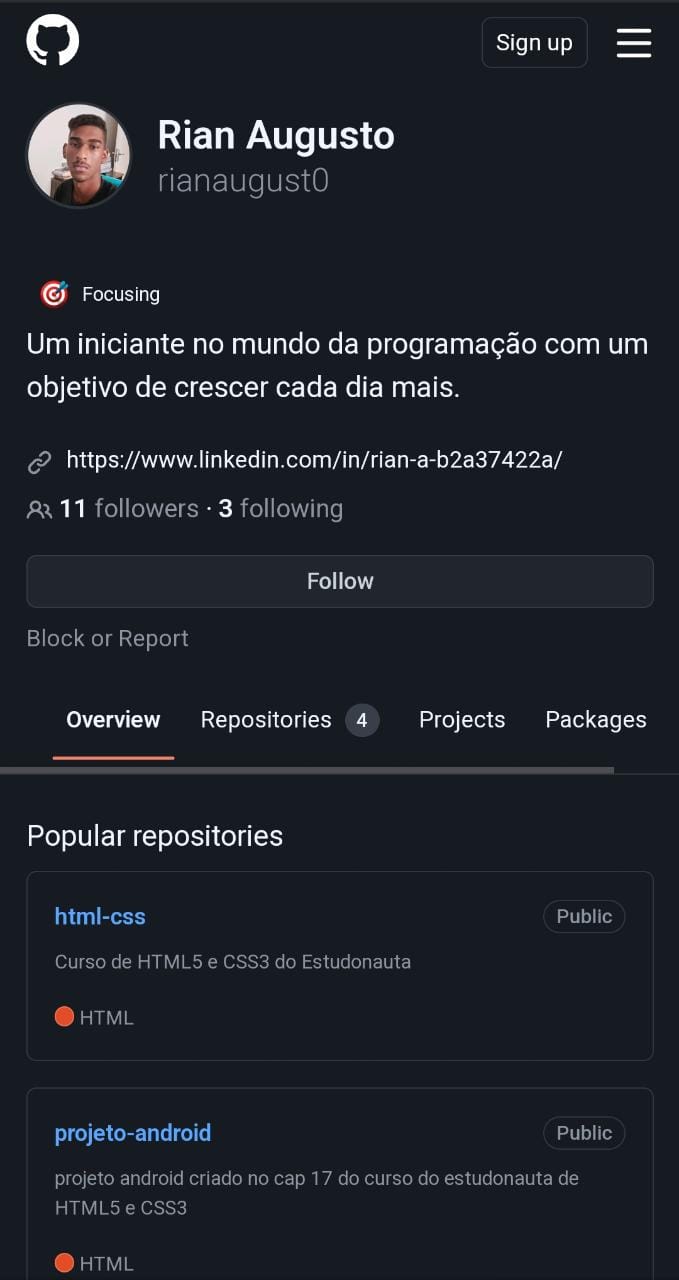 Sign up
Rian Augusto
rianaugust0
Focusing
Um iniciante no mundo da programação com um
objetivo de crescer cada dia mais.
https://www.linkedin.com/in/rian-a-b2a37422a/
11 followers · 3 following
Follow
Block or Report
Overview Repositories 4 Projects Packages
Popular repositories
html-css Public
Curso de HTML5 e CSS3 do Estudonauta
HTML
projeto-android Public
projeto android criado no cap 17 do curso do estudonauta de
HTML5 e CSS3
HTML